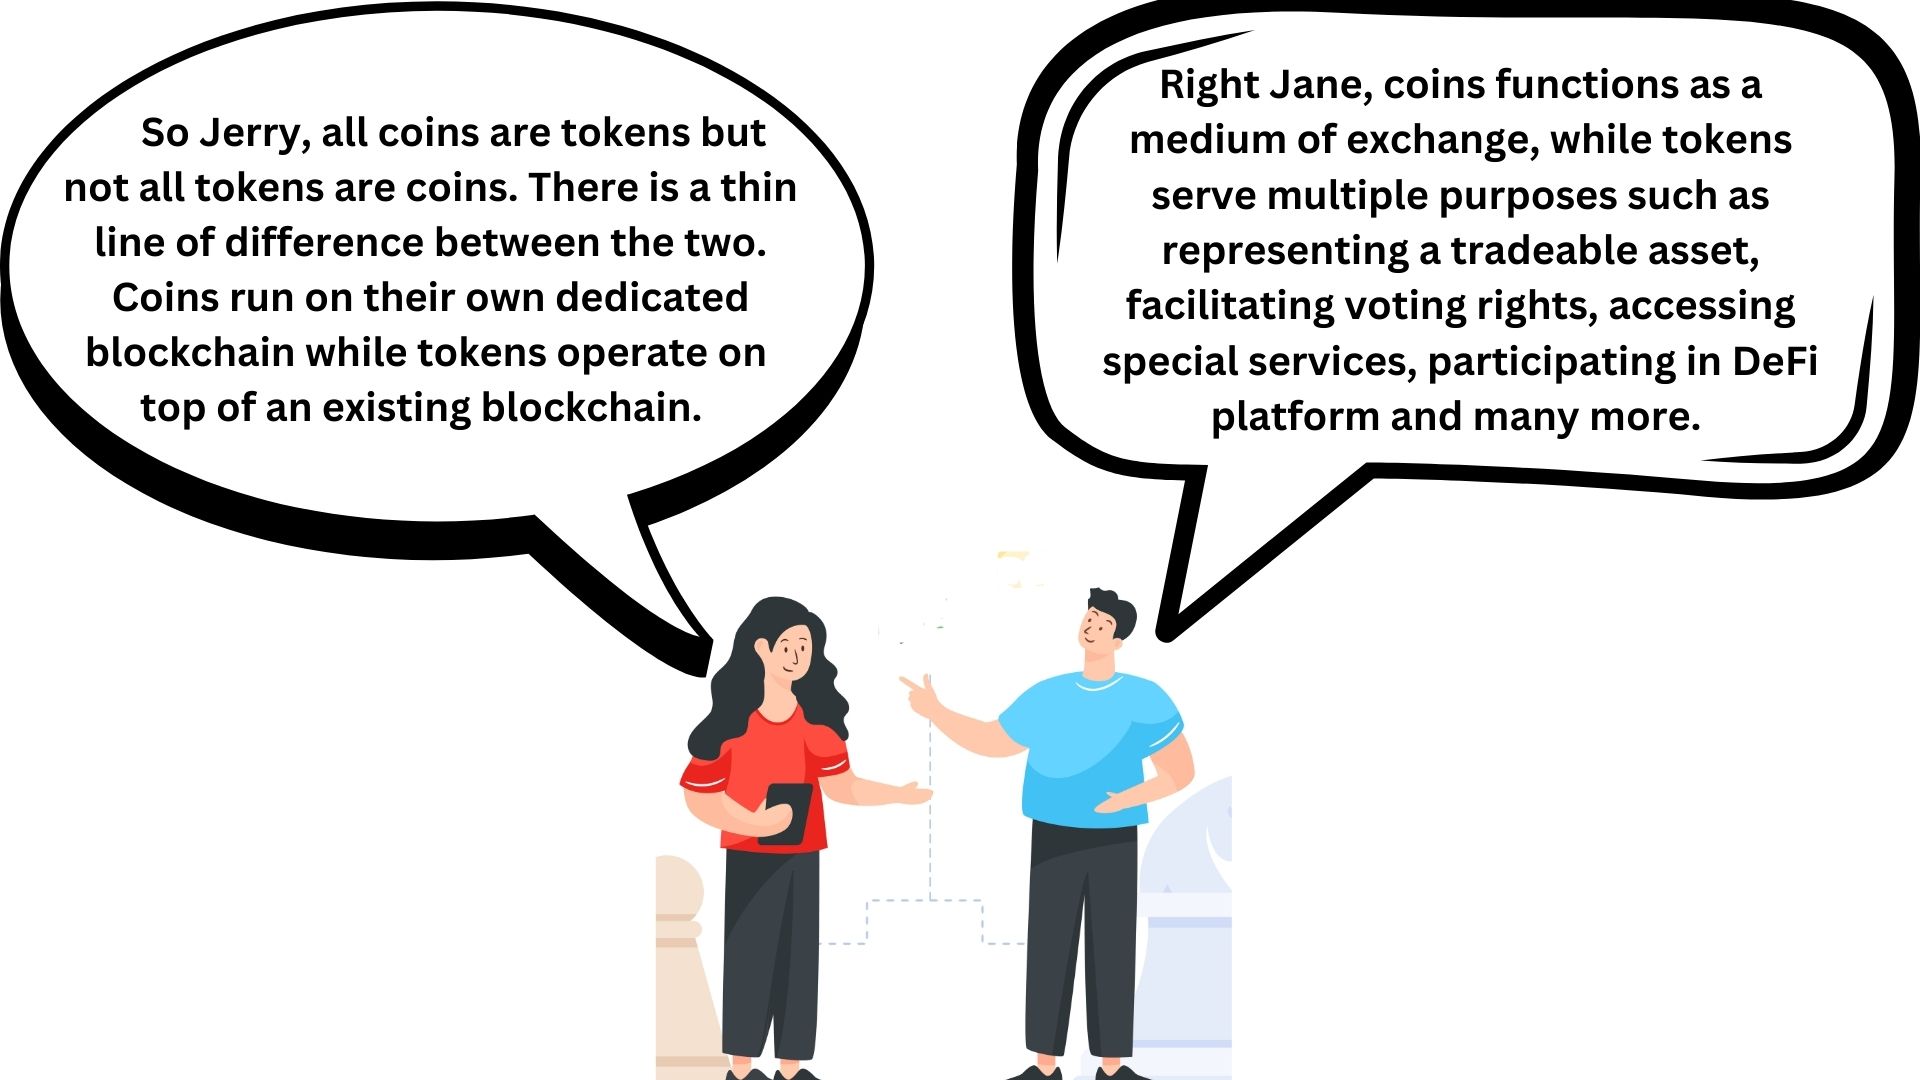 So Jerry, all coins are tokens but
not all tokens are coins. There is a thin
line of difference between the two.
Coins run on their own dedicated
blockchain while tokens operate on
top of an existing blockchain.
Right Jane, coins functions as a
medium of exchange, while tokens
serve multiple purposes such as
representing a tradeable asset,
facilitating voting rights, accessing
special services, participating in DeFi
platform and many more.